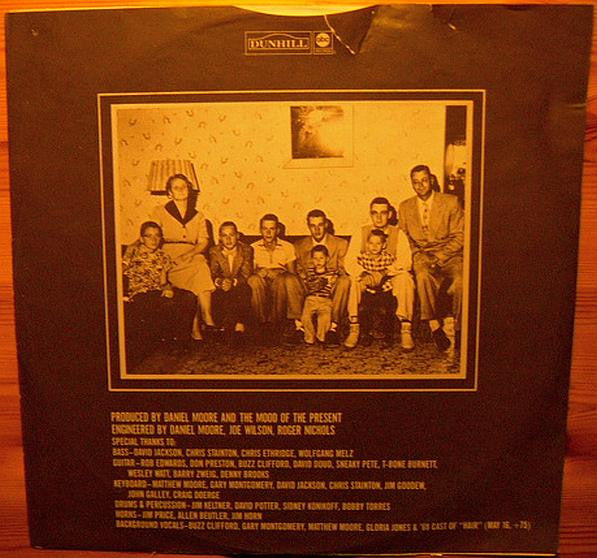 DUNHILL abc
PRODUCED BY DANIEL MOORE AND THE MOOD OF THE PRESENT
ENGINEERED BY DANIEL MOORE, JOE WILSON, ROGER NICHOLS
SPECIAL THANKS TO:
BASS—DAVID JACKSON, CHRIS STAINTON, CHRIS ETHRIDGE, WOLFGANG MELZ
GUITAR—ROB EDWARDS, DON PRESTON, BUZZ CLIFFORD, DAVID DOUD, SNEAKY PETE, T-BONE BURNETT,
WESLEY WATT, BARRY ZWEIG, DENNY BROOKS
KEYBOARD—MATTHEW MOORE, GARY MONTGOMERY, DAVID JACKSON, CHRIS STAINTON, JIM GOODEW,
JOHN GALLEY, CRAIG DOERGE
DRUMS & PERCUSSION—JIM KELTNER, DAVID POTTER, SIDNEY KONIKOFF, BOBBY TORRES
HORNS—JIM PRICE, ALLEN BEUTLER, JIM HORN
BACKGROUND VOCALS—BUZZ CLIFFORD, GARY MONTGOMERY, MATTHEW MOORE, GLORIA JONES & '69 CAST OF "HAIR" (MAY 16, +75)